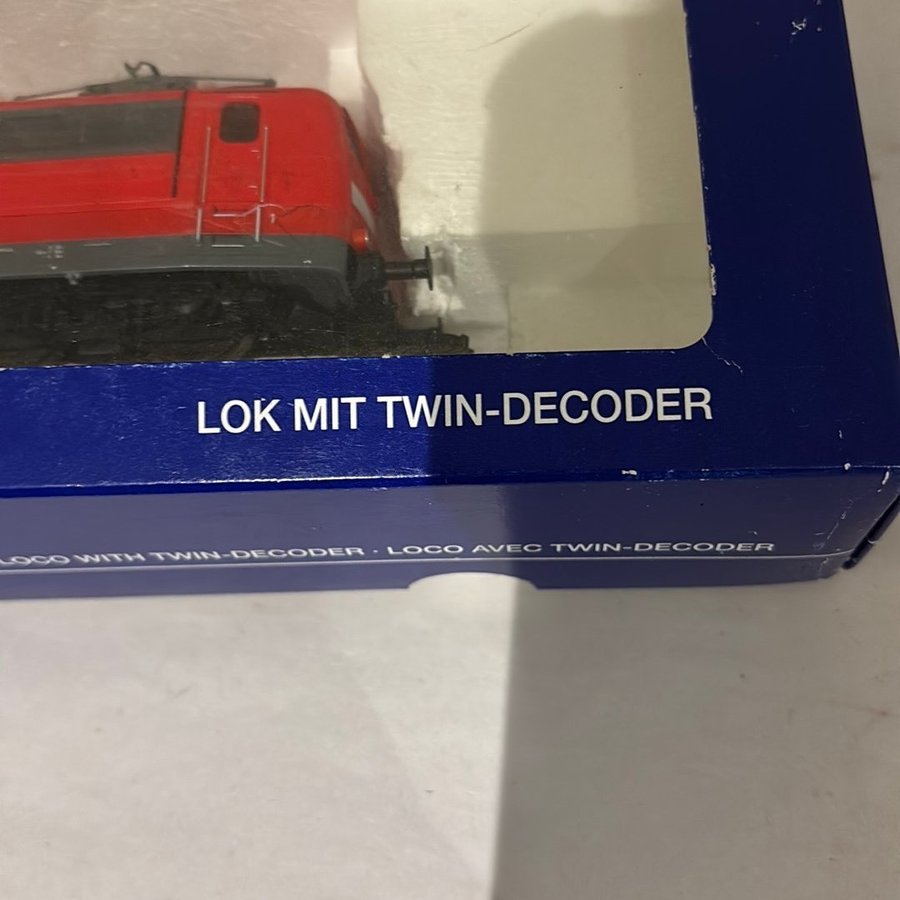 LOK MIT TWIN-DECODER
LOCO WITH TWIN-DECODER · LOCO AVEC TWIN-DECODER